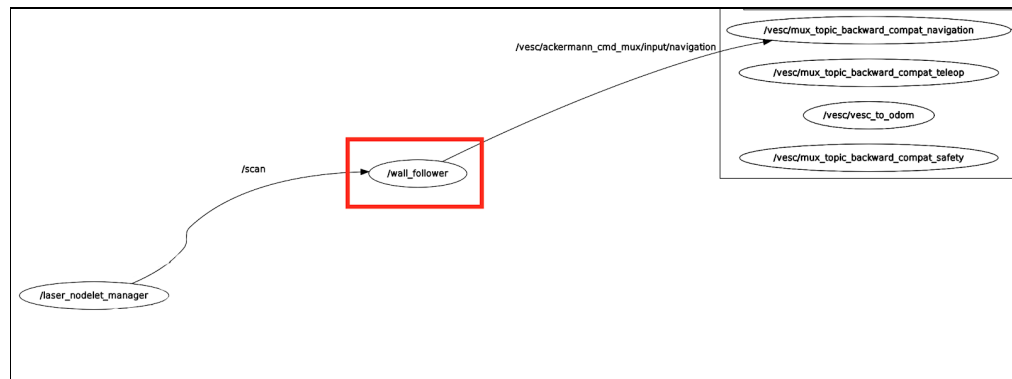 /vesc/mux_topic_backward_compat_navigation
/vesc/ackermann_cmd_mux/input/navigation
/vesc/mux_topic_backward_compat_teleop
/vesc/vesc_to_odom
/vesc/mux_topic_backward_compat_safety
/scan
/wall_follower
/laser_nodelet_manager